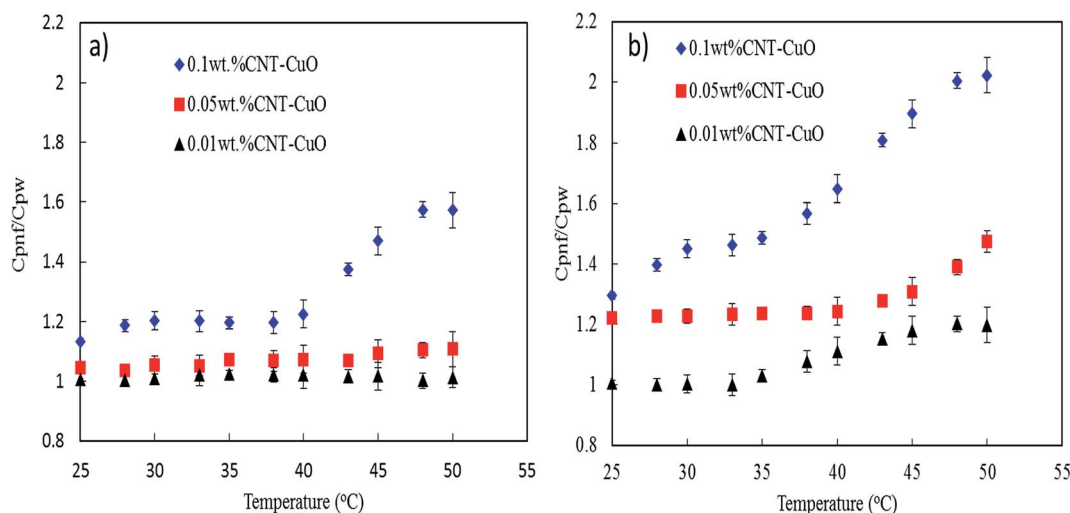 a)
0.1wt.%CNT-CuO
0.05wt.%CNT-CuO
0.01wt.%CNT-CuO
2.2
2
1.8
1.6
1.4
1.2
1
0.8
Cpnf/Cpw
25 30 35 40 45 50 55
Temperature (°C)
b)
0.1wt%CNT-CuO
0.05wt%CNT-CuO
0.01wt%CNT-CuO
2.2
2
1.8
1.6
1.4
1.2
1
0.8
Cpnf/Cpw
25 30 35 40 45 50 55
Temperature (°C)